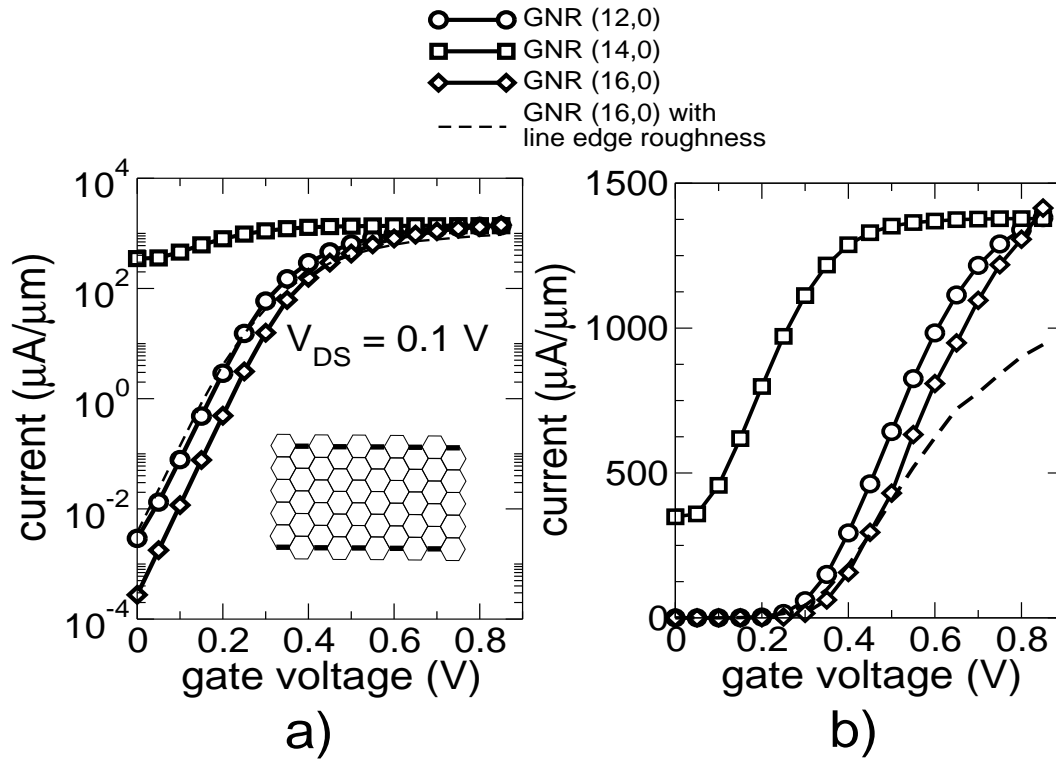 GNR (12,0)
GNR (14,0)
GNR (16,0)
GNR (16,0) with
line edge roughness
10^4
10^2
10^0
10^-2
10^-4
current (μA/μm)
V_DS = 0.1 V
0 0.2 0.4 0.6 0.8
gate voltage (V)
a)
1500
1000
500
0
current (μA/μm)
0 0.2 0.4 0.6 0.8
gate voltage (V)
b)